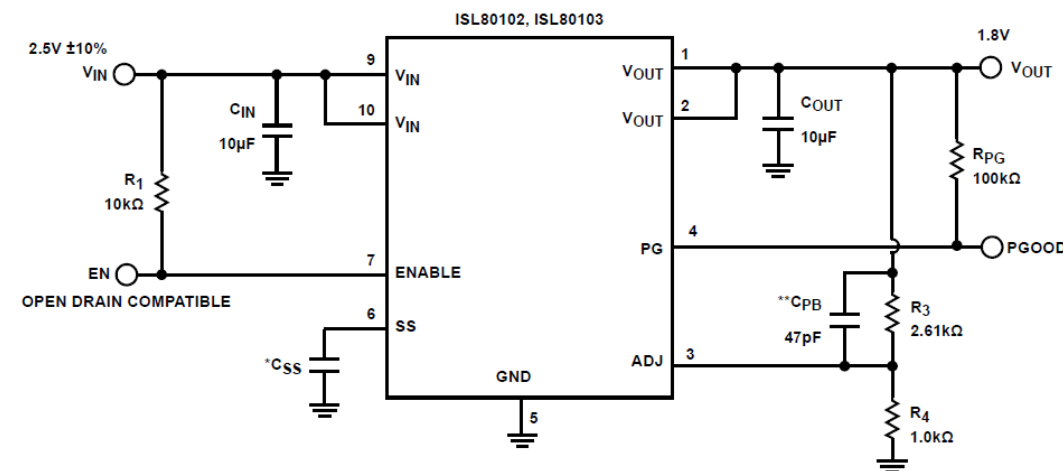 ISL80102, ISL80103
2.5V ±10%
VIN
9
VIN
10
VIN
CIN
10µF
R1
10kΩ
EN
OPEN DRAIN COMPATIBLE
7
ENABLE
6
SS
*CSS
GND
5
1
VOUT
2
VOUT
COUT
10µF
1.8V
VOUT
RPG
100kΩ
4
PG
PGOOD
**CPB
47pF
R3
2.61kΩ
3
ADJ
R4
1.0kΩ